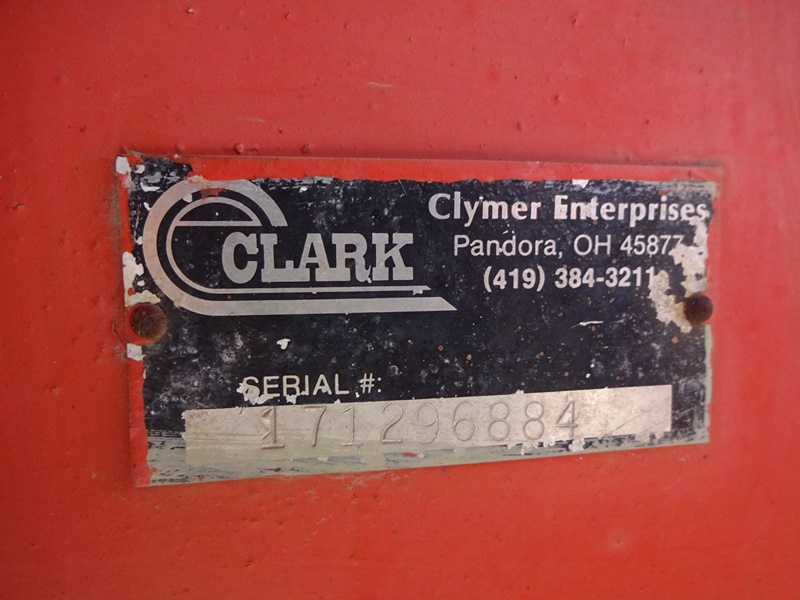 CLARK
Clymer Enterprises
Pandora, OH 45877
(419) 384-3211
SERIAL #:
171296884